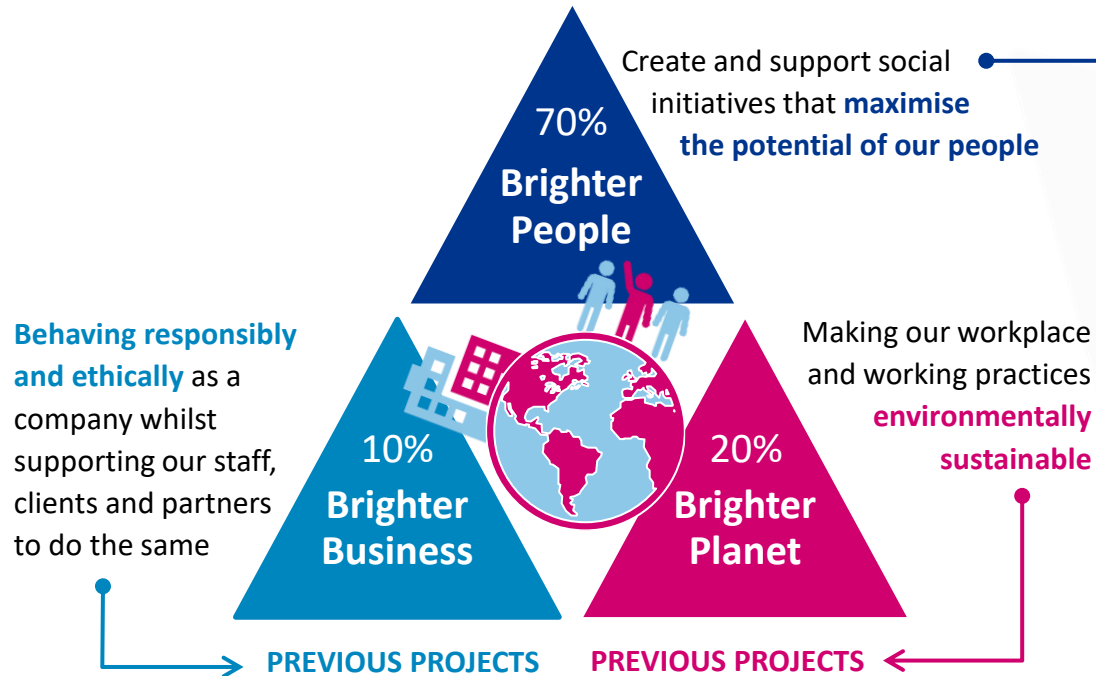 70%
Brighter
People
Create and support social
initiatives that maximise
the potential of our people
Behaving responsibly
and ethically as a
company whilst
supporting our staff,
clients and partners
to do the same
10%
Brighter
Business
20%
Brighter
Planet
Making our workplace
and working practices
environmentally
sustainable
PREVIOUS PROJECTS
PREVIOUS PROJECTS